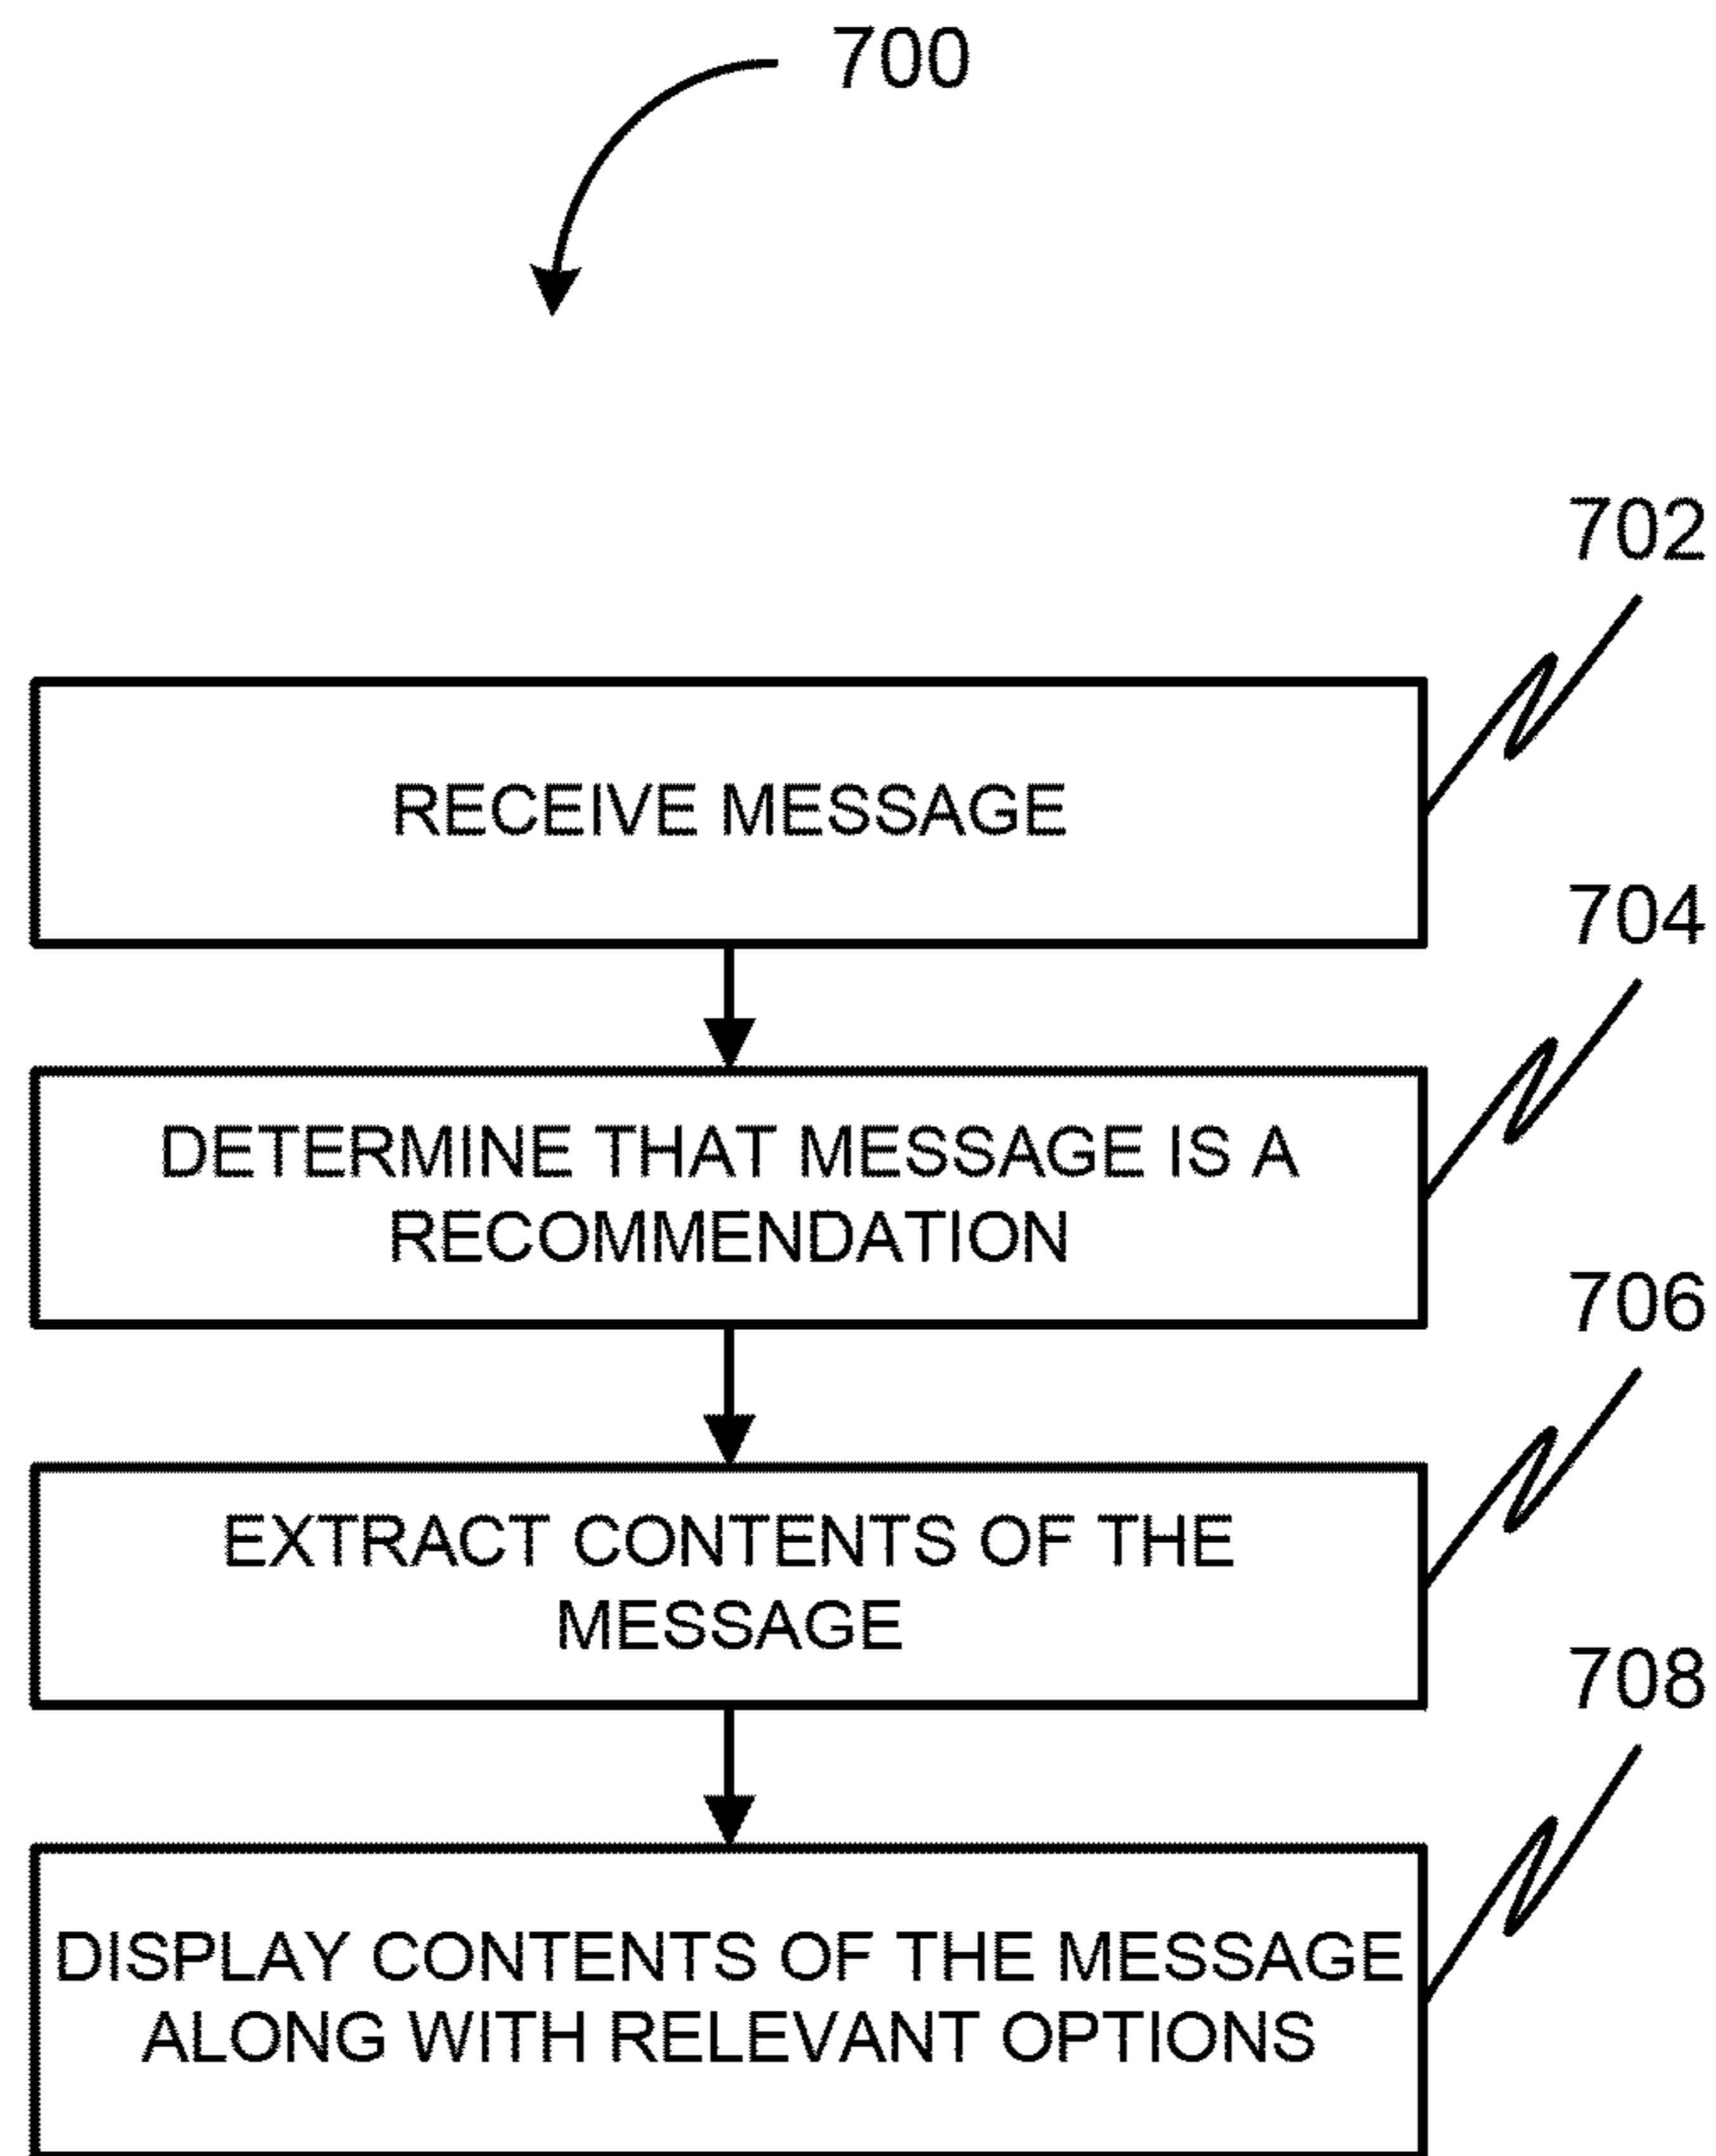 700
702
RECEIVE MESSAGE
704
DETERMINE THAT MESSAGE IS A
RECOMMENDATION
706
EXTRACT CONTENTS OF THE
MESSAGE
708
DISPLAY CONTENTS OF THE MESSAGE
ALONG WITH RELEVANT OPTIONS